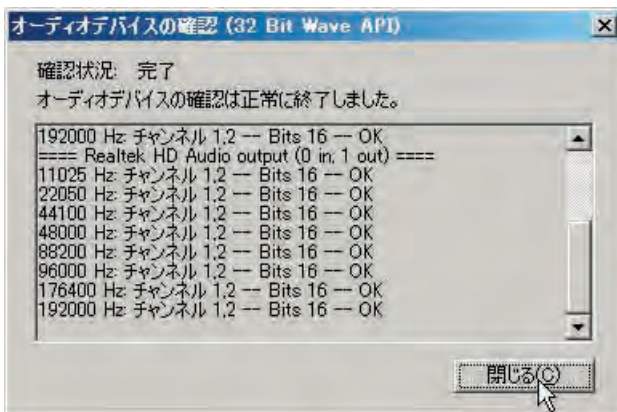 オーディオデバイスの確認 (32 Bit Wave API)
確認状況: 完了
オーディオデバイスの確認は正常に終了しました。
192000 Hz: チャンネル 1,2 -- Bits 16 -- OK
==== Realtek HD Audio output (0 in, 1 out) ====
11025 Hz: チャンネル 1,2 -- Bits 16 -- OK
22050 Hz: チャンネル 1,2 -- Bits 16 -- OK
44100 Hz: チャンネル 1,2 -- Bits 16 -- OK
48000 Hz: チャンネル 1,2 -- Bits 16 -- OK
88200 Hz: チャンネル 1,2 -- Bits 16 -- OK
96000 Hz: チャンネル 1,2 -- Bits 16 -- OK
176400 Hz: チャンネル 1,2 -- Bits 16 -- OK
192000 Hz: チャンネル 1,2 -- Bits 16 -- OK
閉じる(C)